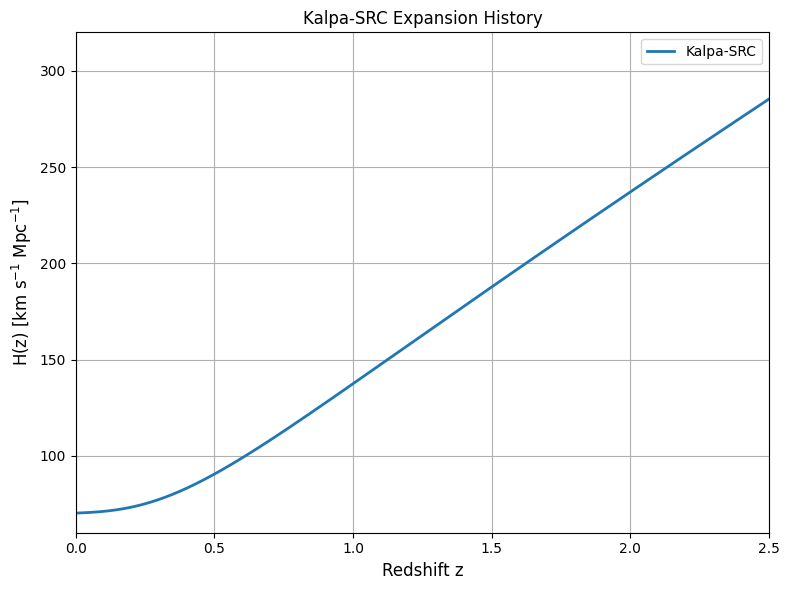 Kalpa-SRC Expansion History
Kalpa-SRC
H(z) [km s⁻¹ Mpc⁻¹]
300
250
200
150
100
0.0 0.5 1.0 1.5 2.0 2.5
Redshift z